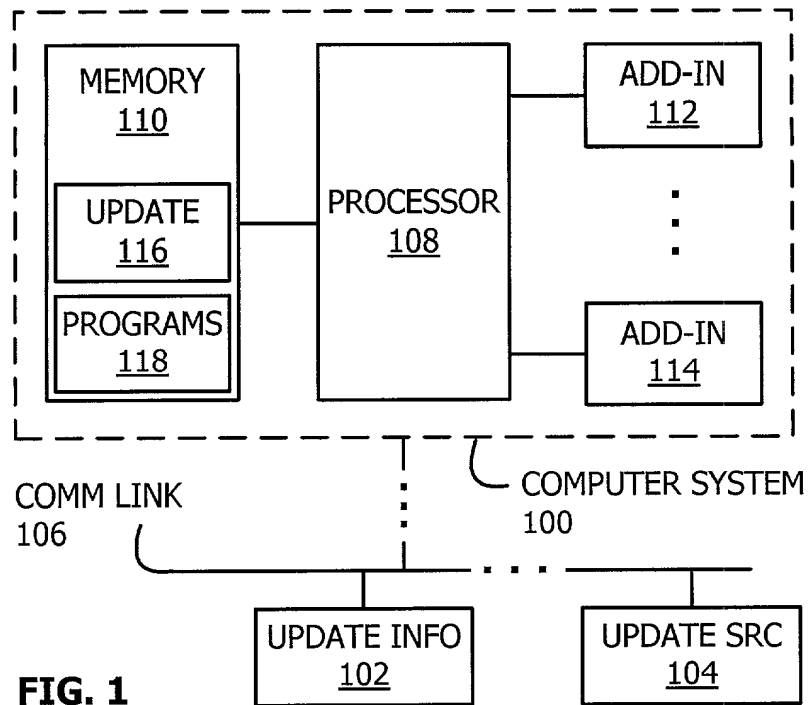 MEMORY
110
UPDATE
116
PROGRAMS
118
PROCESSOR
108
ADD-IN
112
ADD-IN
114
COMM LINK
106
COMPUTER SYSTEM
100
UPDATE INFO
102
UPDATE SRC
104
FIG. 1